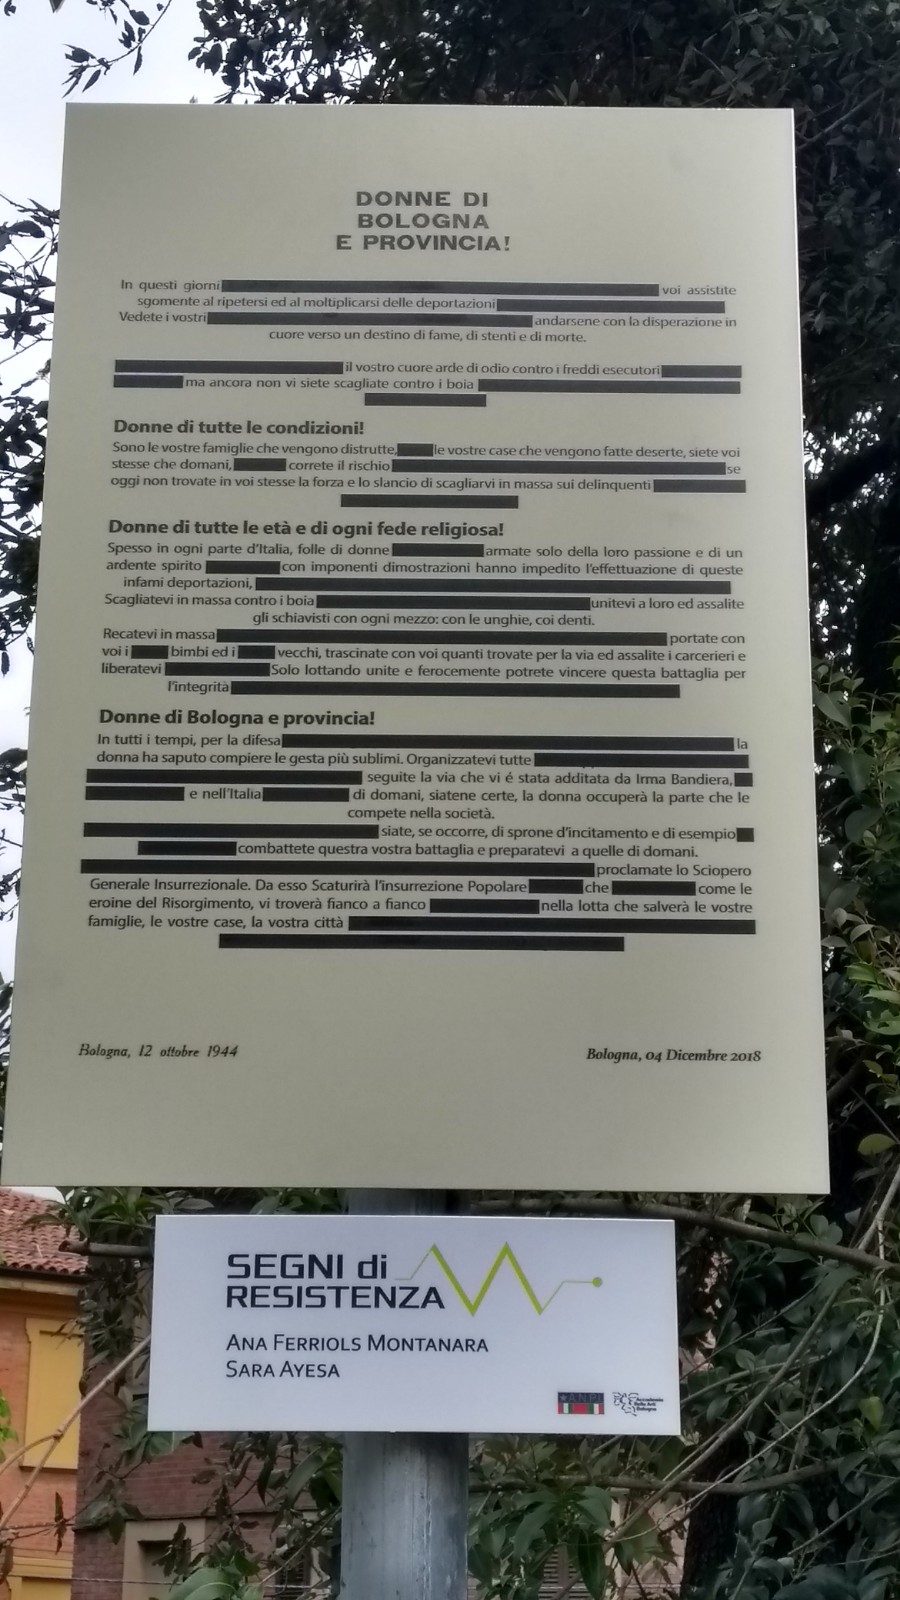 DONNE DI
BOLOGNA
E PROVINCIA!
In questi giorni voi assistite
sgomente al ripetersi ed al moltiplicarsi delle deportazioni
Vedete i vostri andarsene con la disperazione in
cuore verso un destino di fame, di stenti e di morte.
il vostro cuore arde di odio contro i freddi esecutori
ma ancora non vi siete scagliate contro i boia
Donne di tutte le condizioni!
Sono le vostre famiglie che vengono distrutte, le vostre case che vengono fatte deserte, siete voi
stesse che domani, correte il rischio se
oggi non trovate in voi stesse la forza e lo slancio di scagliarvi in massa sui delinquenti
Donne di tutte le età e di ogni fede religiosa!
Spesso in ogni parte d'Italia, folle di donne armate solo della loro passione e di un
ardente spirito con imponenti dimostrazioni hanno impedito l'effettuazione di queste
infami deportazioni,
Scagliatevi in massa contro i boia unitevi a loro ed assalite
gli schiavisti con ogni mezzo: con le unghie, coi denti.
Recatevi in massa portate con
voi i bimbi ed i vecchi, trascinate con voi quanti trovate per la via ed assalite i carcerieri e
liberatevi Solo lottando unite e ferocemente potrete vincere questa battaglia per
l'integrità
Donne di Bologna e provincia!
In tutti i tempi, per la difesa la
donna ha saputo compiere le gesta più sublimi. Organizzatevi tutte
seguite la via che vi é stata additata da Irma Bandiera,
e nell'Italia di domani, siatene certe, la donna occuperà la parte che le
compete nella società.
siate, se occorre, di sprone d'incitamento e di esempio
combattete questra vostra battaglia e preparatevi a quelle di domani.
proclamate lo Sciopero
Generale Insurrezionale. Da esso Scaturirà l'insurrezione Popolare che come le
eroine del Risorgimento, vi troverà fianco a fianco nella lotta che salverà le vostre
famiglie, le vostre case, la vostra città
Bologna, 12 ottobre 1944
Bologna, 04 Dicembre 2018
SEGNI di
RESISTENZA
ANA FERRIOLS MONTANARA
SARA AYESA
A.N.P.I.
Accademia
Belle Arti
Bologna